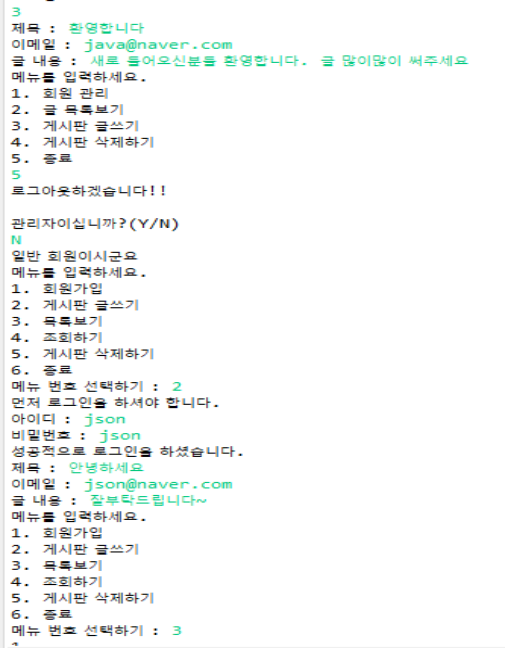 3
제목 : 환영합니다
이메일 : java@naver.com
글 내용 : 새로 들어오신분들 환영합니다. 글 많이많이 써주세요
메뉴를 입력하세요.
1. 회원 관리
2. 글 목록보기
3. 게시판 글쓰기
4. 게시판 삭제하기
5. 종료
5
로그아웃하겠습니다!!
관리자이십니까?(Y/N)
N
일반 회원이시군요
메뉴를 입력하세요.
1. 회원가입
2. 게시판 글쓰기
3. 목록보기
4. 조회하기
5. 게시판 삭제하기
6. 종료
메뉴 번호 선택하기 : 2
먼저 로그인을 하셔야 합니다.
아이디 : json
비밀번호 : json
성공적으로 로그인을 하셨습니다.
제목 : 안녕하세요
이메일 : json@naver.com
글 내용 : 잘부탁드립니다~
메뉴를 입력하세요.
1. 회원가입
2. 게시판 글쓰기
3. 목록보기
4. 조회하기
5. 게시판 삭제하기
6. 종료
메뉴 번호 선택하기 : 3